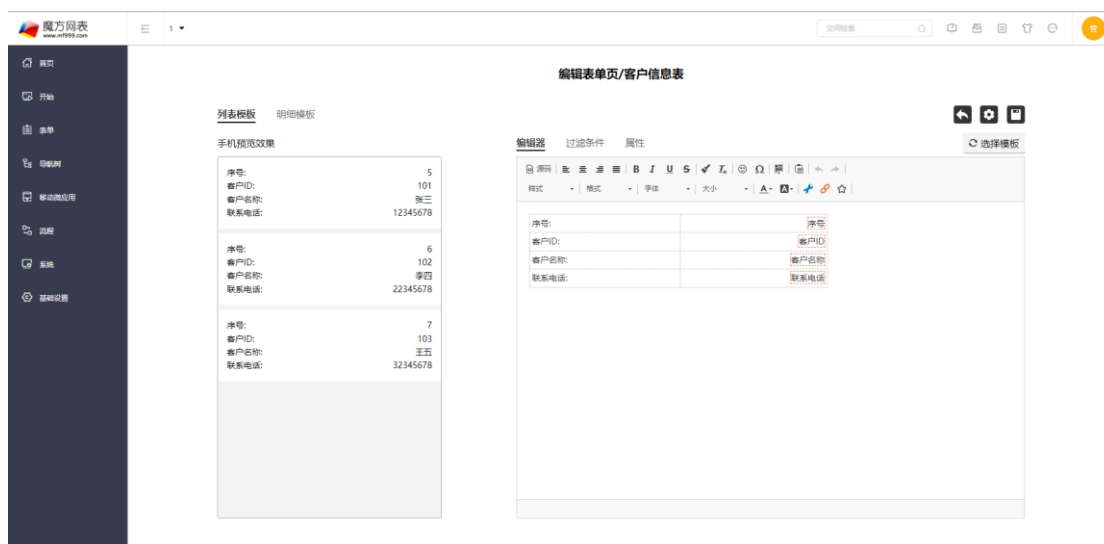 魔方网表
www.mf999.com
1
空间检索
首页
开始
表单
导航树
移动微应用
流程
系统
基础设置
编辑表单页/客户信息表
列表模板 明细模板
手机预览效果
序号: 5
客户ID: 101
客户名称: 张三
联系电话: 12345678
序号: 6
客户ID: 102
客户名称: 李四
联系电话: 22345678
序号: 7
客户ID: 103
客户名称: 王五
联系电话: 32345678
编辑器 过滤条件 属性 选择模板
源码 B I U S Ix Ω
样式 格式 字体 大小 A A
序号: 序号
客户ID: 客户ID
客户名称: 客户名称
联系电话: 联系电话